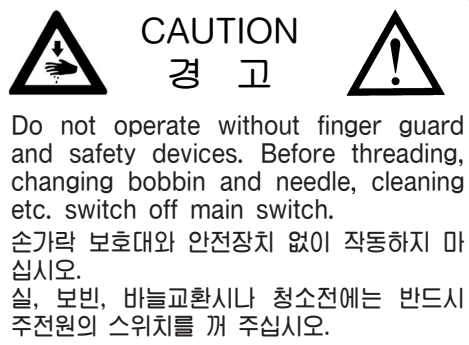 CAUTION
경 고
Do not operate without finger guard
and safety devices. Before threading,
changing bobbin and needle, cleaning
etc. switch off main switch.
손가락 보호대와 안전장치 없이 작동하지 마
십시오.
실, 보빈, 바늘교환시나 청소전에는 반드시
주전원의 스위치를 꺼 주십시오.